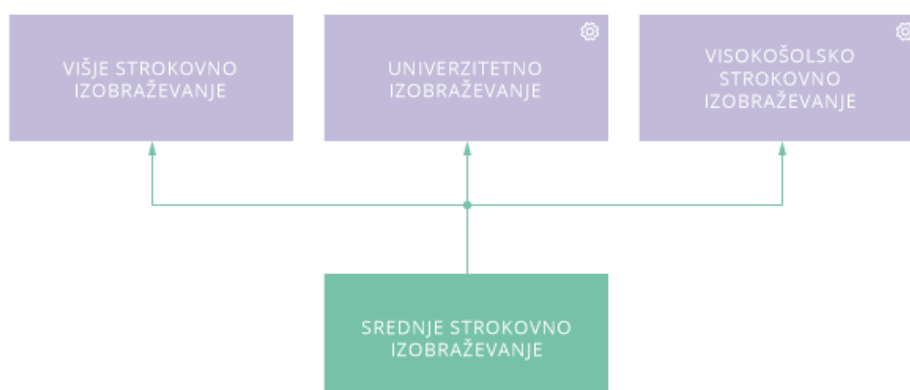 VIŠJE STROKOVNO
IZOBRAŽEVANJE
UNIVERZITETNO
IZOBRAŽEVANJE
VISOKOŠOLSKO
STROKOVNO
IZOBRAŽEVANJE
SREDNJE STROKOVNO
IZOBRAŽEVANJE